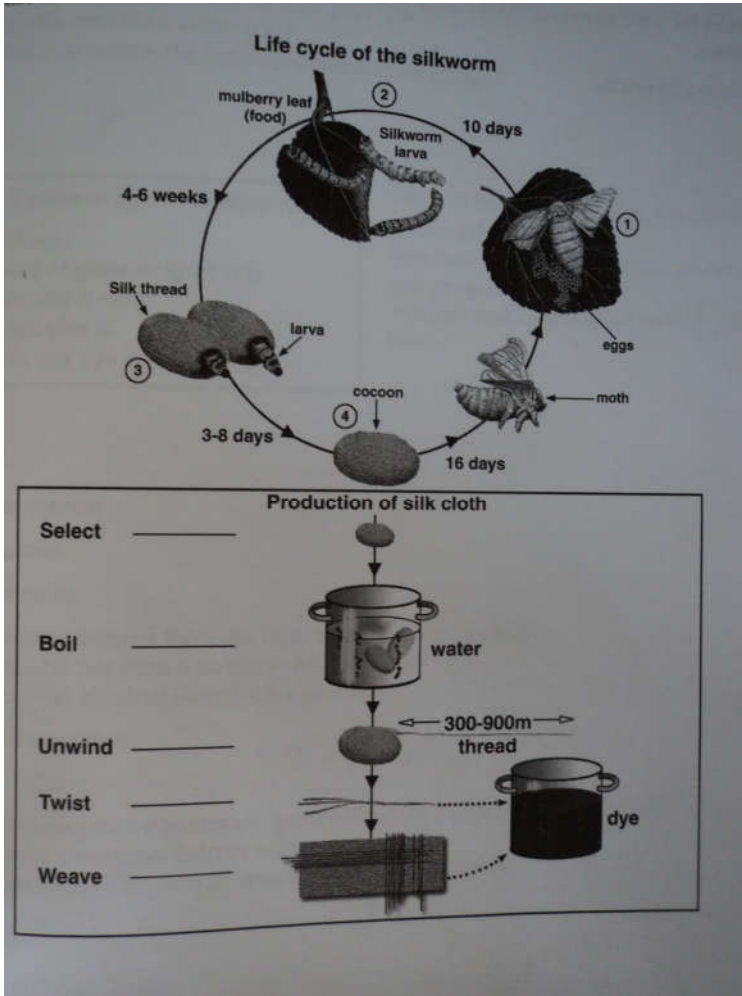 Life cycle of the silkworm
2
mulberry leaf
(food)
10 days
Silkworm
larva
4-6 weeks
1
Silk thread
larva
eggs
3
cocoon
4
moth
3-8 days
16 days
Production of silk cloth
Select
Boil
water
300-900m
Unwind
thread
Twist
dye
Weave